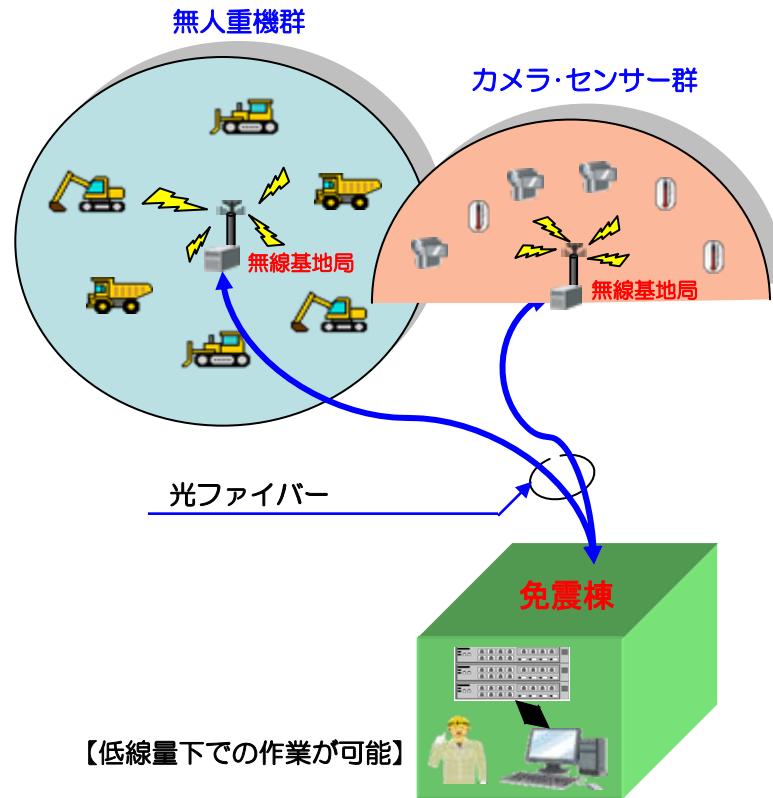 無人重機群
カメラ・センサー群
無線基地局
無線基地局
光ファイバー
免震棟
【低線量下での作業が可能】